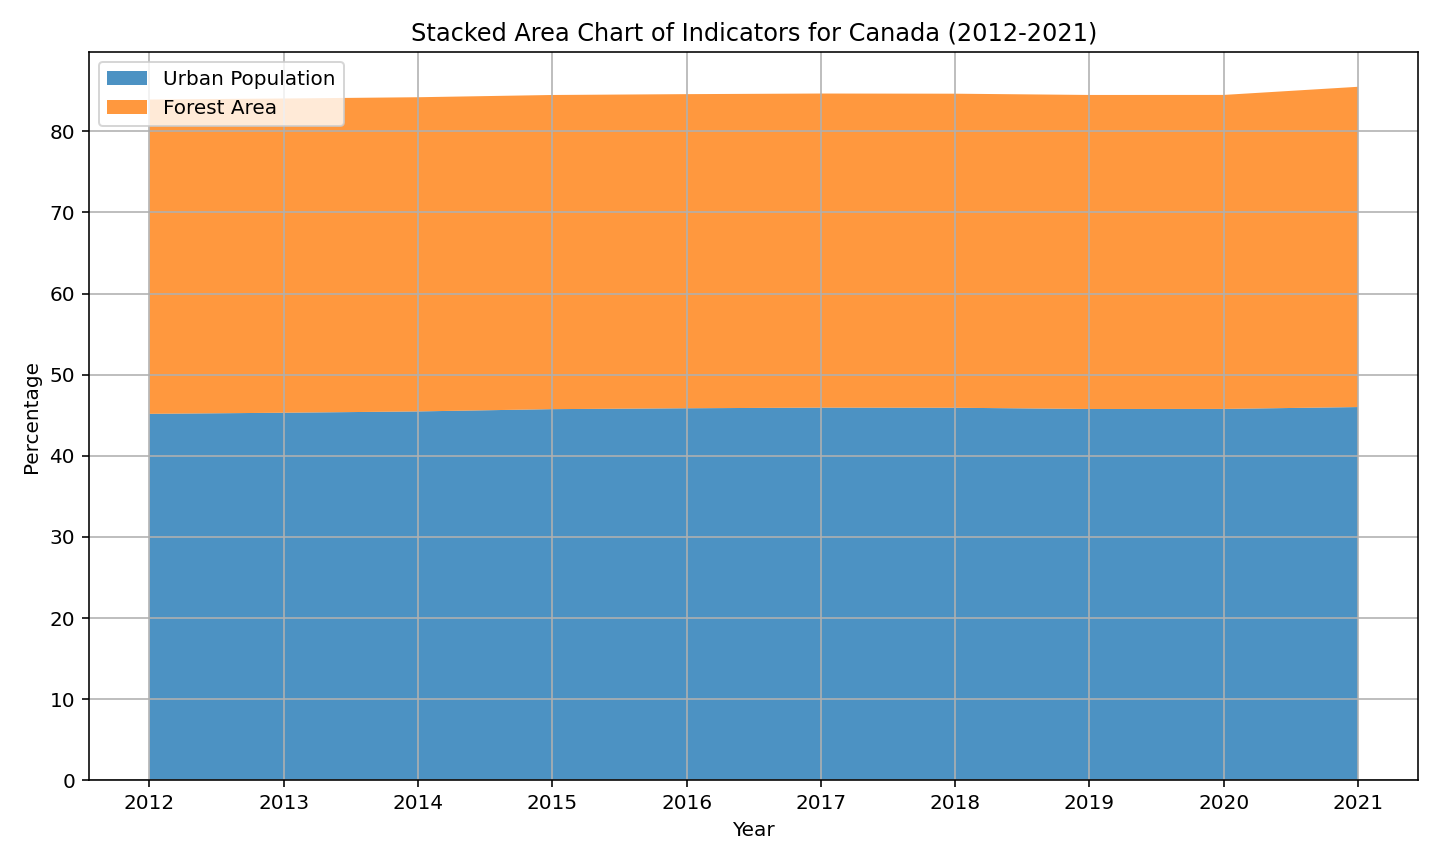 Stacked Area Chart of Indicators for Canada (2012-2021)
Urban Population
Forest Area
Percentage
80
70
60
50
40
30
20
10
0
2012 2013 2014 2015 2016 2017 2018 2019 2020 2021
Year